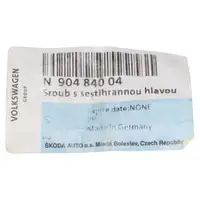 VOLKSWAGEN
GROUP
N 904 840 04
Sroub s sestihrannou hlavou
expire date:NONE
S
Made in Germany
ŠKODA AUTO a.s. Mladá Boleslav, Czech Republic